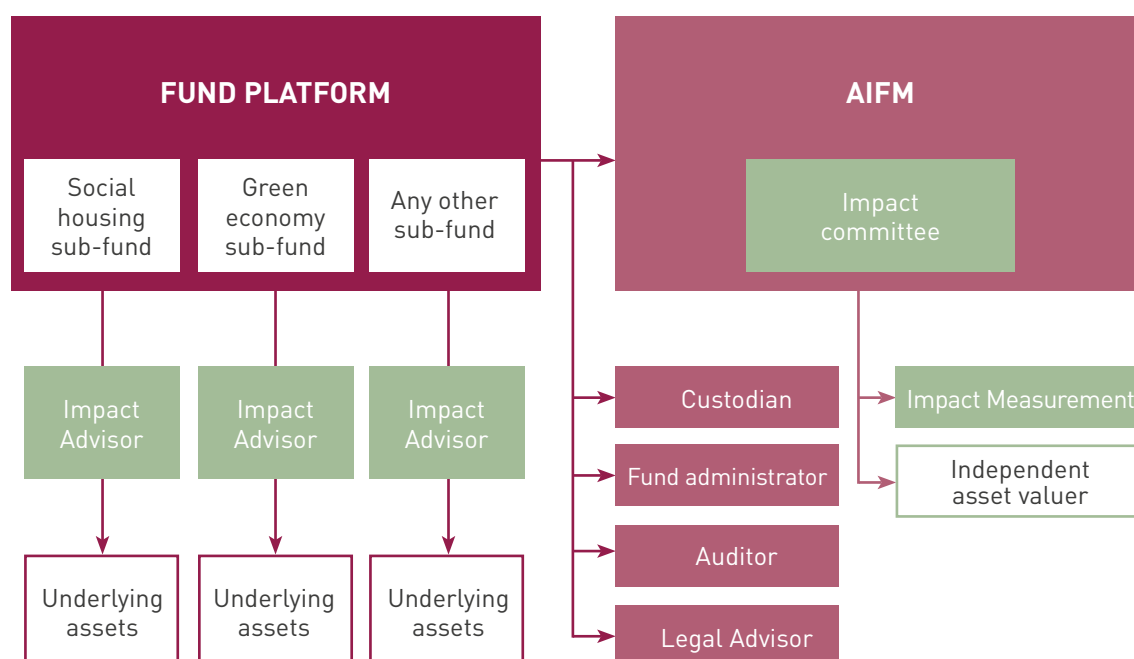 FUND PLATFORM
Social
housing
sub-fund
Green
economy
sub-fund
Any other
sub-fund
AIFM
Impact
committee
Impact
Advisor
Impact
Advisor
Impact
Advisor
Underlying
assets
Underlying
assets
Underlying
assets
Custodian
Fund administrator
Auditor
Legal Advisor
Impact Measurement
Independent
asset valuer